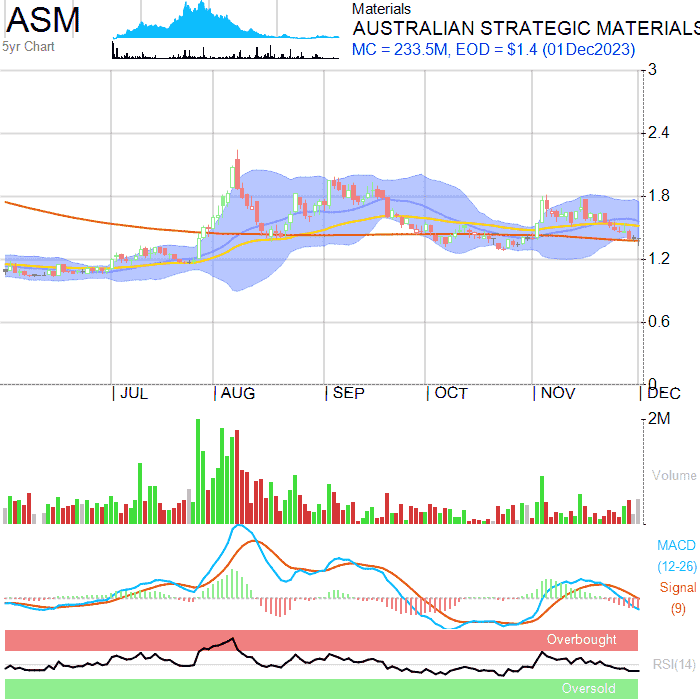 ASM
5yr Chart
Materials
AUSTRALIAN STRATEGIC MATERIALS
MC = 233.5M, EOD = $1.4 (01Dec2023)
3
2.4
1.8
1.2
0.6
0
JUL
AUG
SEP
OCT
NOV
DEC
2M
Volume
MACD
(12-26)
Signal
(9)
Overbought
RSI(14)
Oversold